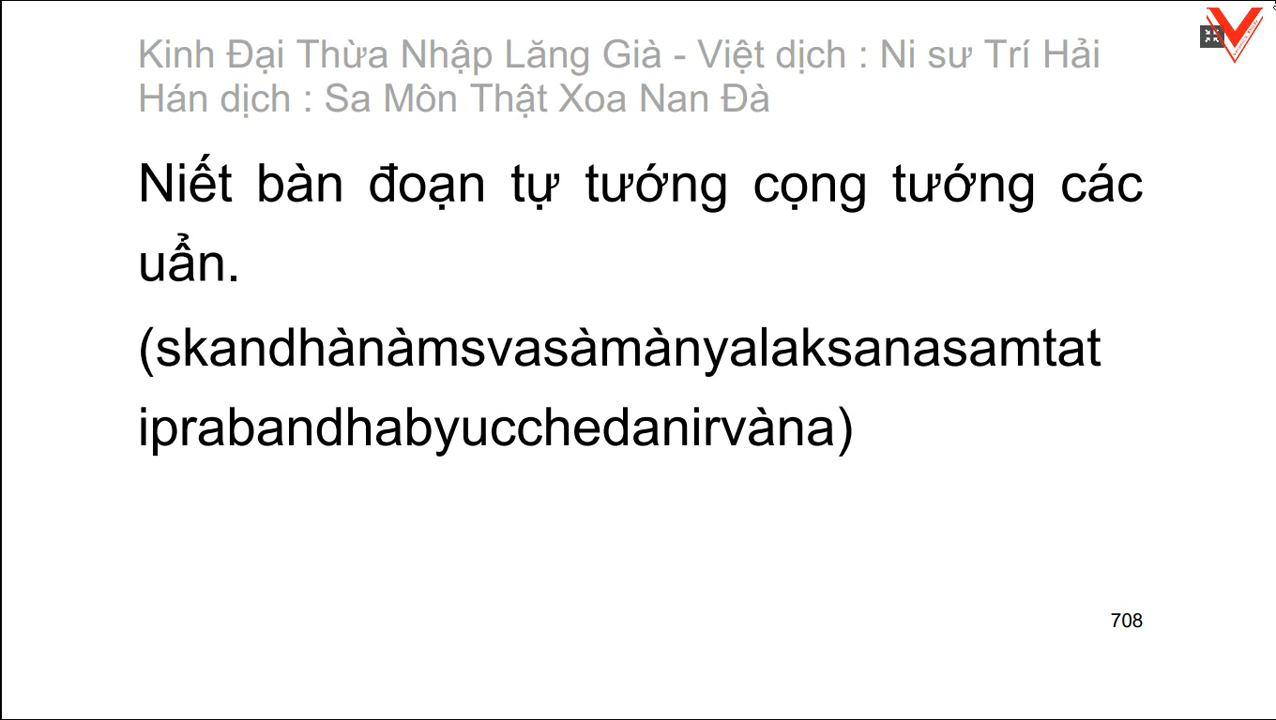 Kinh Đại Thừa Nhập Lăng Già - Việt dịch : Ni sư Trí Hải
Hán dịch : Sa Môn Thật Xoa Nan Đà
Niết bàn đoạn tự tướng cọng tướng các
uẩn.
(skandhànàmsvasàmànyalaksanasamtat
iprabandhabyucchedanirvàna)
708